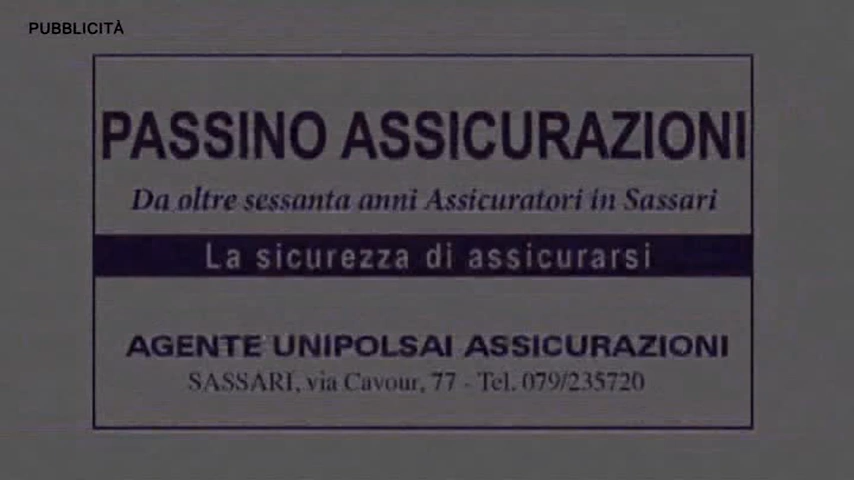 PUBBLICITÀ
PASSINO ASSICURAZIONI
Da oltre sessanta anni Assicuratori in Sassari
La sicurezza di assicurarsi
AGENTE UNIPOLSAI ASSICURAZIONI
SASSARI, via Cavour, 77 - Tel. 079/235720